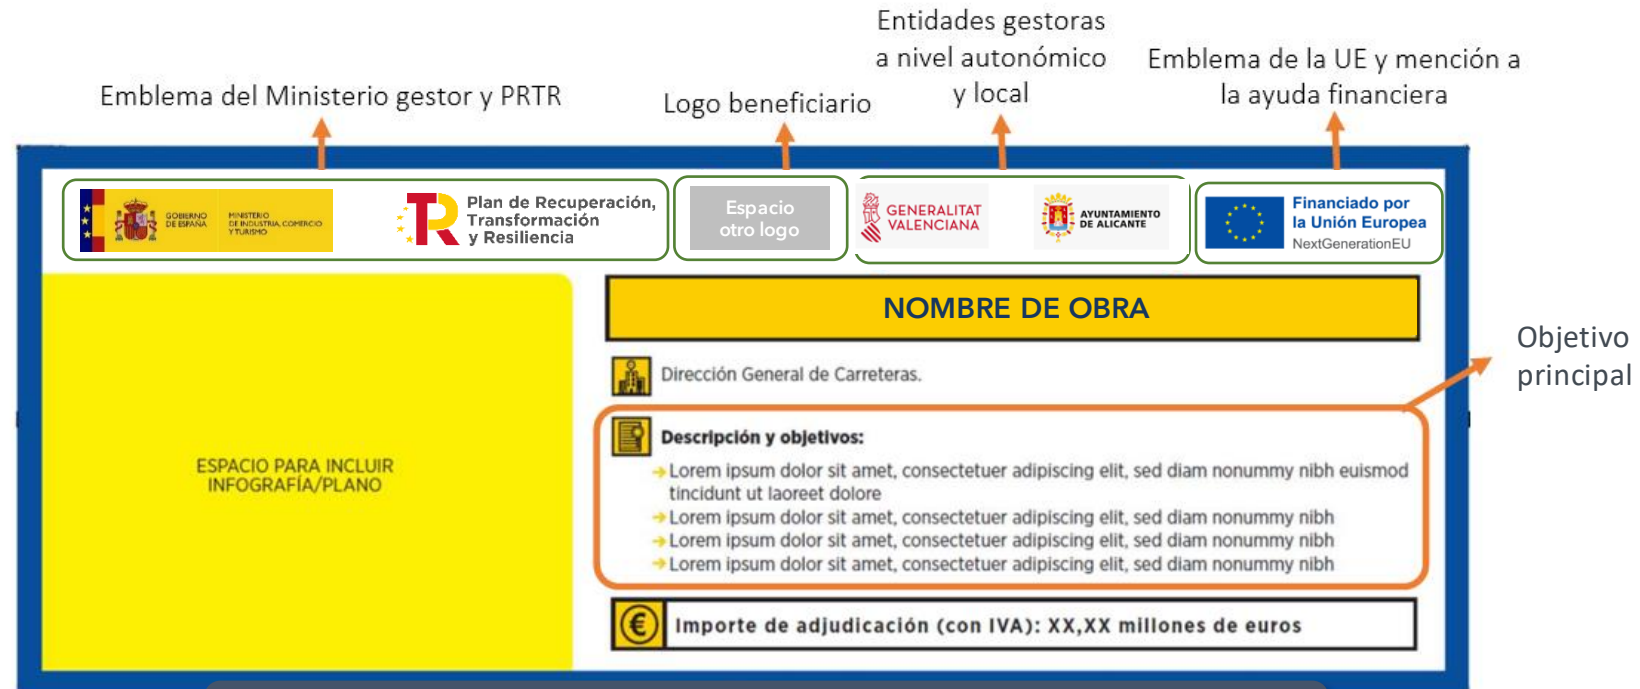 Entidades gestoras
a nivel autonómico
y local
Emblema de la UE y mención a
la ayuda financiera
Emblema del Ministerio gestor y PRTR
Logo beneficiario
GOBIERNO
DE ESPAÑA
MINISTERIO
DE INDUSTRIA, COMERCIO
Y TURISMO
Plan de Recuperación,
Transformación
y Resiliencia
Espacio
otro logo
GENERALITAT
VALENCIANA
AYUNTAMIENTO
DE ALICANTE
Financiado por
la Unión Europea
NextGenerationEU
NOMBRE DE OBRA
Objetivo
principal
Dirección General de Carreteras.
Descripción y objetivos:
Lorem ipsum dolor sit amet, consectetuer adipiscing elit, sed diam nonummy nibh euismod
tincidunt ut laoreet dolore
Lorem ipsum dolor sit amet, consectetuer adipiscing elit, sed diam nonummy nibh
Lorem ipsum dolor sit amet, consectetuer adipiscing elit, sed diam nonummy nibh
Lorem ipsum dolor sit amet, consectetuer adipiscing elit, sed diam nonummy nibh
ESPACIO PARA INCLUIR
INFOGRAFÍA/PLANO
Importe de adjudicación (con IVA): XX,XX millones de euros